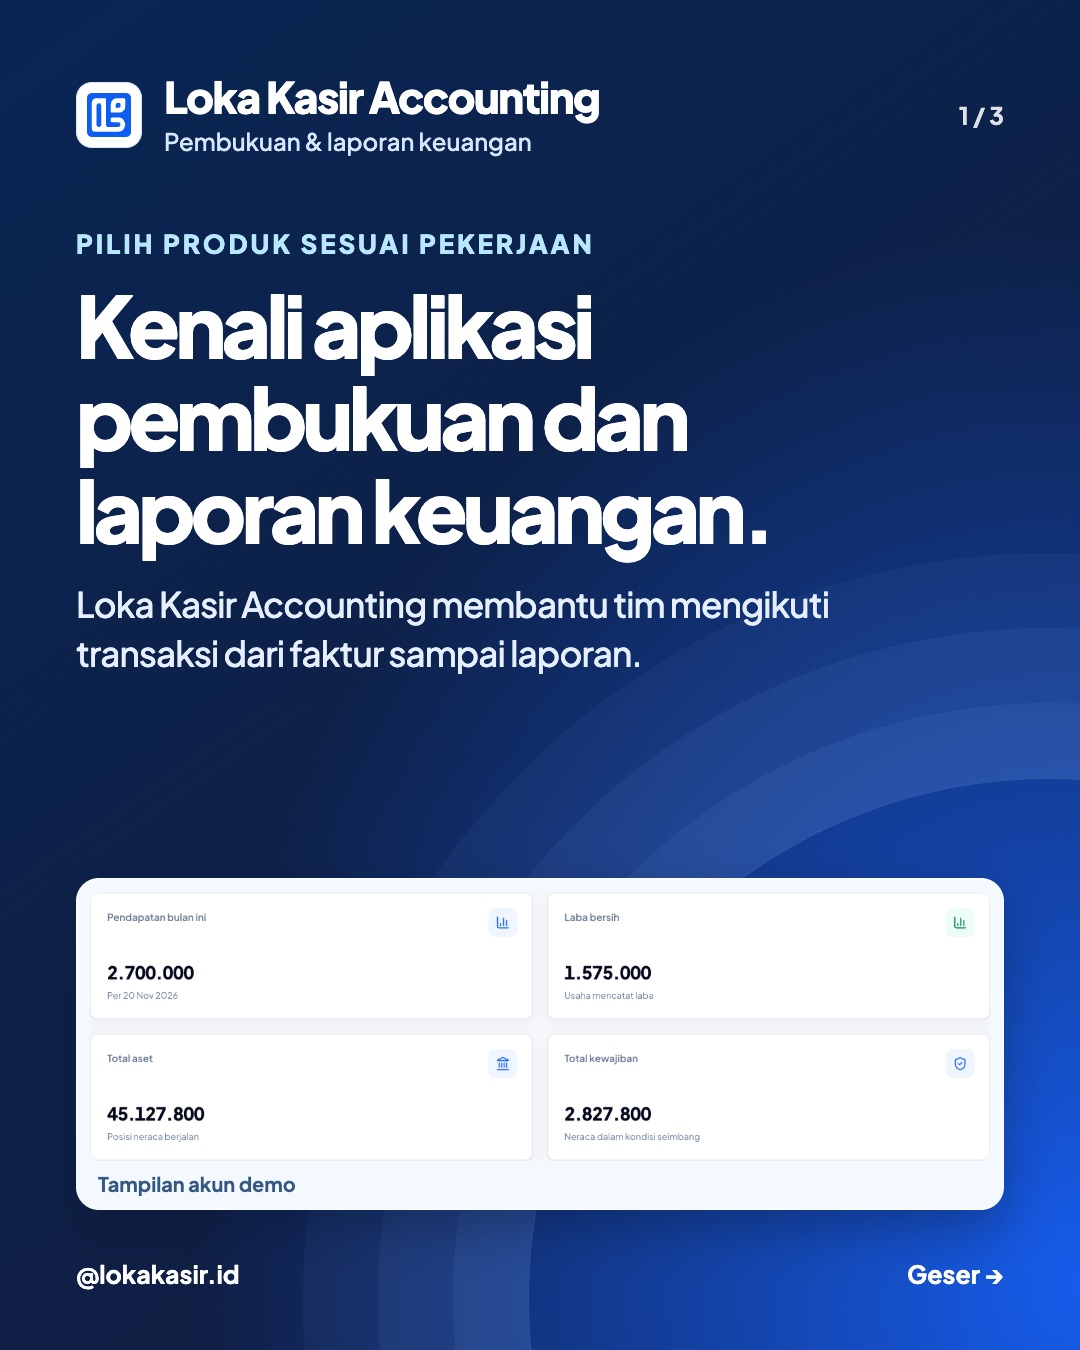 Loka Kasir Accounting
Pembukuan & laporan keuangan
1 / 3
PILIH PRODUK SESUAI PEKERJAAN
Kenali aplikasi
pembukuan dan
laporan keuangan.
Loka Kasir Accounting membantu tim mengikuti
transaksi dari faktur sampai laporan.
Pendapatan bulan ini
2.700.000
Per 20 Nov 2026
Laba bersih
1.575.000
Usaha mencatat laba
Total aset
45.127.800
Posisi neraca berjalan
Total kewajiban
2.827.800
Neraca dalam kondisi seimbang
Tampilan akun demo
@lokakasir.id
Geser →